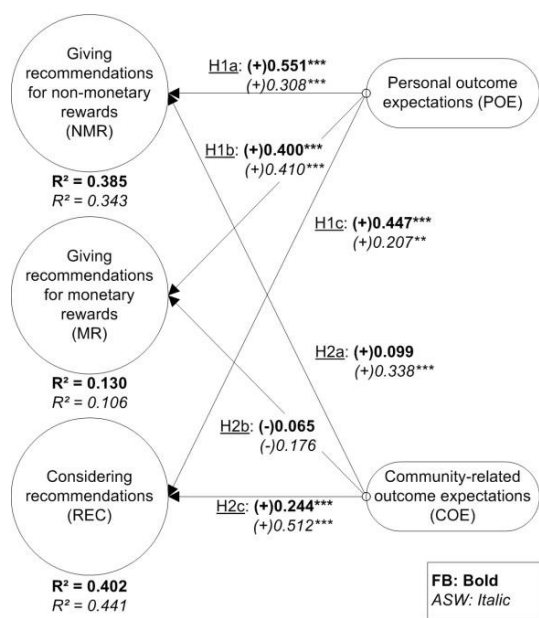 Giving
recommendations
for non-monetary
rewards
(NMR)
R² = 0.385
R² = 0.343
H1a: (+)0.551***
(+)0.308***
Personal outcome
expectations (POE)
H1b: (+)0.400***
(+)0.410***
H1c: (+)0.447***
(+)0.207**
Giving
recommendations
for monetary
rewards
(MR)
R² = 0.130
R² = 0.106
H2a: (+)0.099
(+)0.338***
H2b: (-)0.065
(-)0.176
Considering
recommendations
(REC)
R² = 0.402
R² = 0.441
H2c: (+)0.244***
(+)0.512***
Community-related
outcome expectations
(COE)
FB: Bold
ASW: Italic